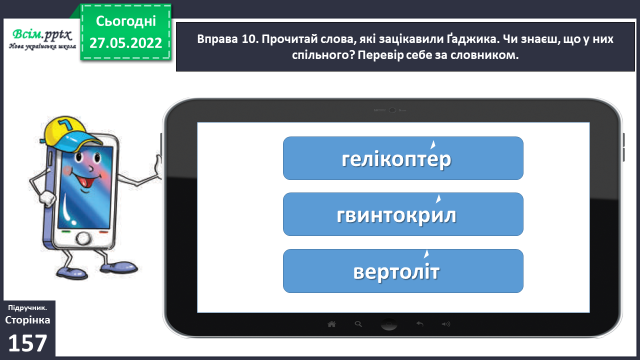 Всім.pptx
Нова українська школа
Сьогодні
27.05.2022
Вправа 10. Прочитай слова, які зацікавили Ґаджика. Чи знаєш, що у них
спільного? Перевір себе за словником.
гелікопте́р
гвинтокри́л
вертолі́т
Підручник.
Сторінка
157